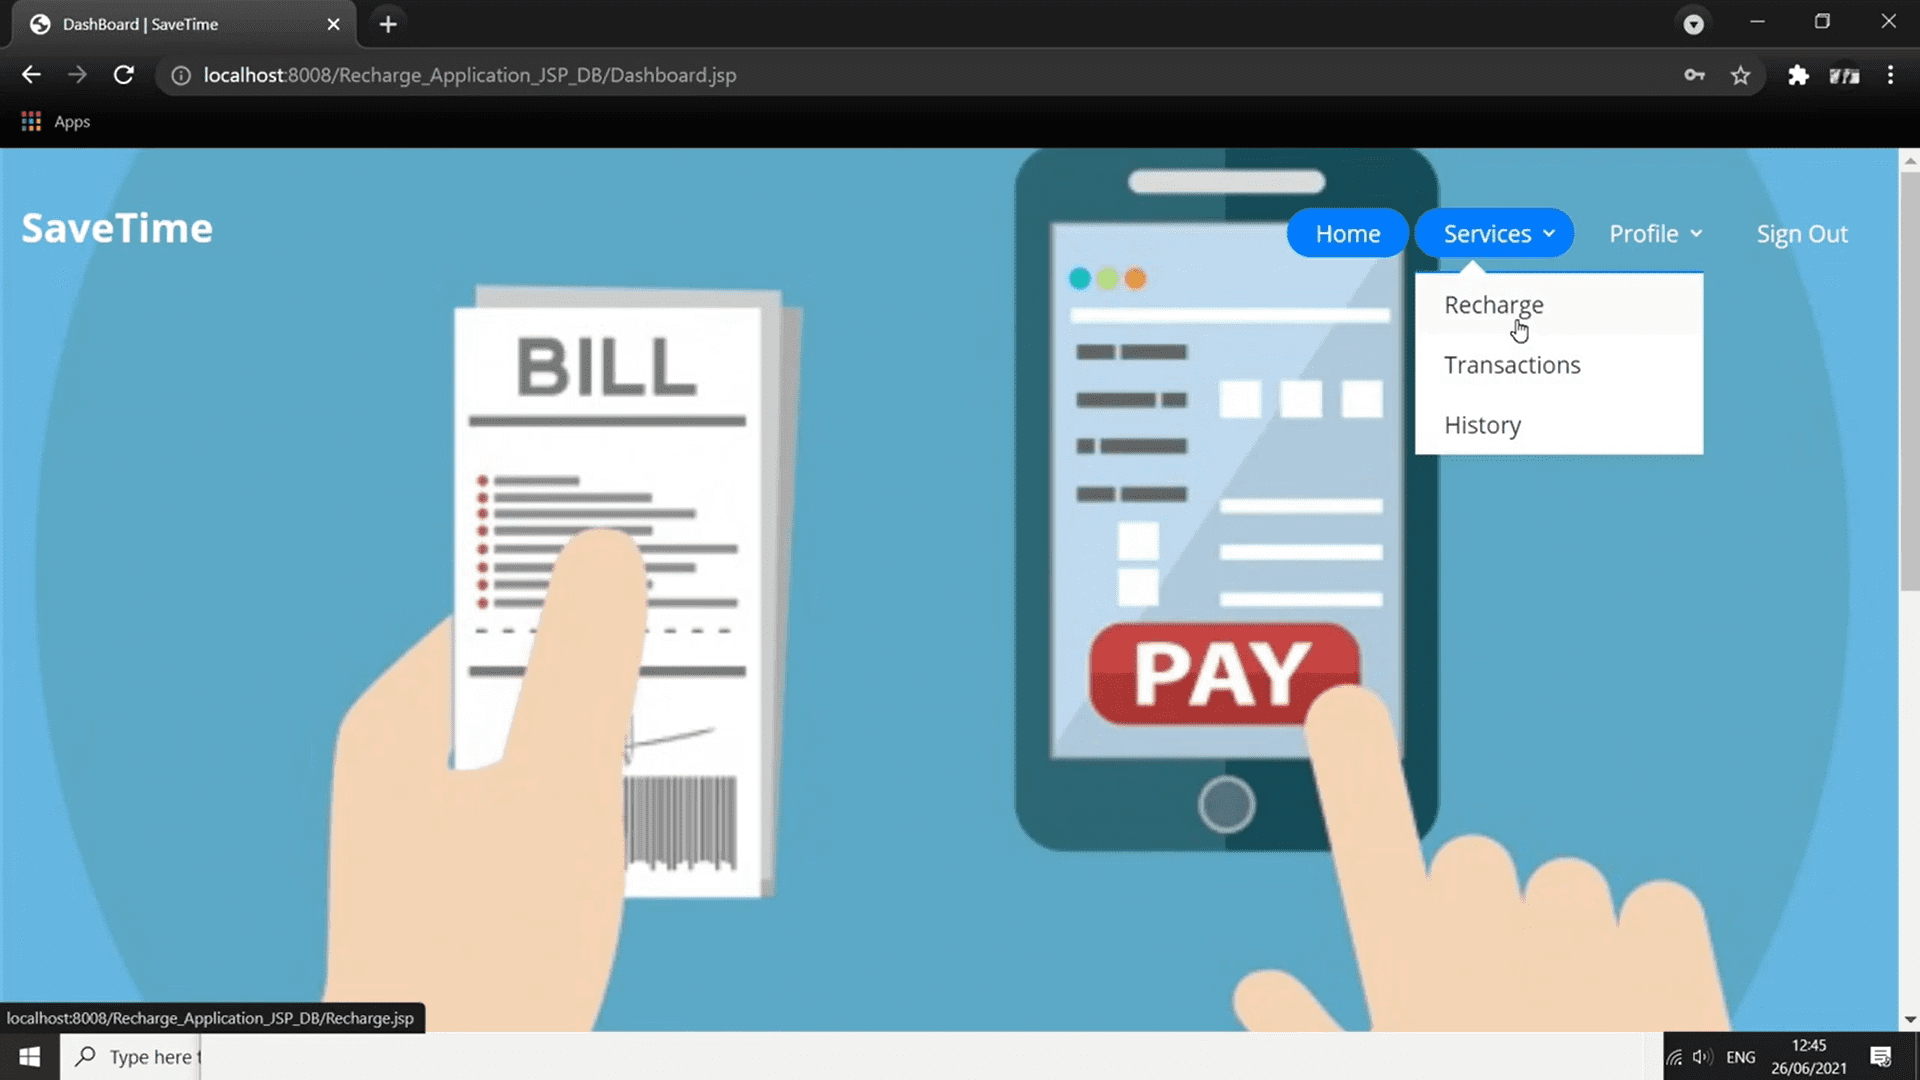 DashBoard | SaveTime
localhost:8008/Recharge_Application_JSP_DB/Dashboard.jsp
Apps
SaveTime
Home
Services
Profile
Sign Out
Recharge
Transactions
History
BILL
PAY
localhost:8008/Recharge_Application_JSP_DB/Recharge.jsp
Type here t
ENG
12:45
26/06/2021